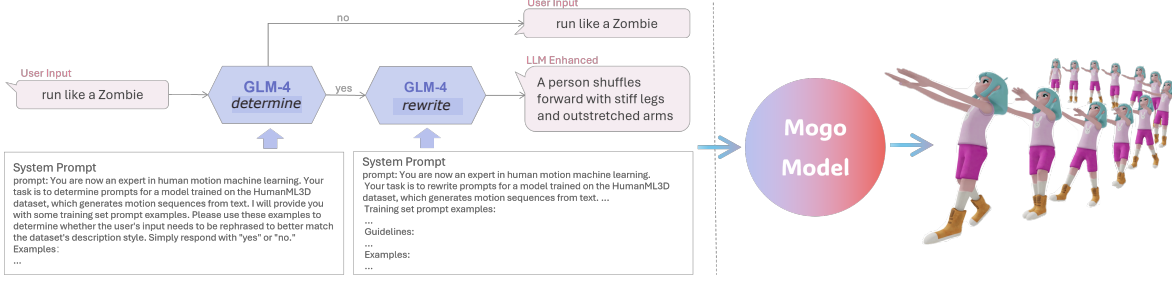 User Input
run like a Zombie
GLM-4
determine
no
yes
GLM-4
rewrite
User Input
run like a Zombie
LLM Enhanced
A person shuffles
forward with stiff legs
and outstretched arms
System Prompt
prompt: You are now an expert in human motion machine learning. Your
task is to determine prompts for a model trained on the HumanML3D
dataset, which generates motion sequences from text. I will provide you
with some training set prompt examples. Please use these examples to
determine whether the user's input needs to be rephrased to better match
the dataset's description style. Simply respond with "yes" or "no."
Examples:
...
System Prompt
prompt: You are now an expert in human motion machine learning.
Your task is to rewrite prompts for a model trained on the HumanML3D
dataset, which generates motion sequences from text. ...
Training set prompt examples:
...
Guidelines:
...
Examples:
...
Mogo
Model